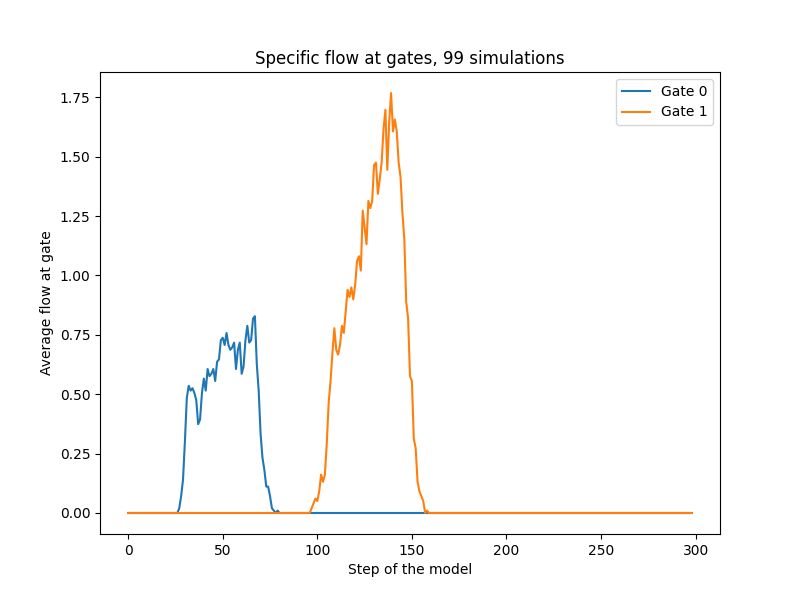 Specific flow at gates, 99 simulations
Gate 0
Gate 1
1.75
1.50
1.25
1.00
0.75
0.50
0.25
0.00
Average flow at gate
0 50 100 150 200 250 300
Step of the model